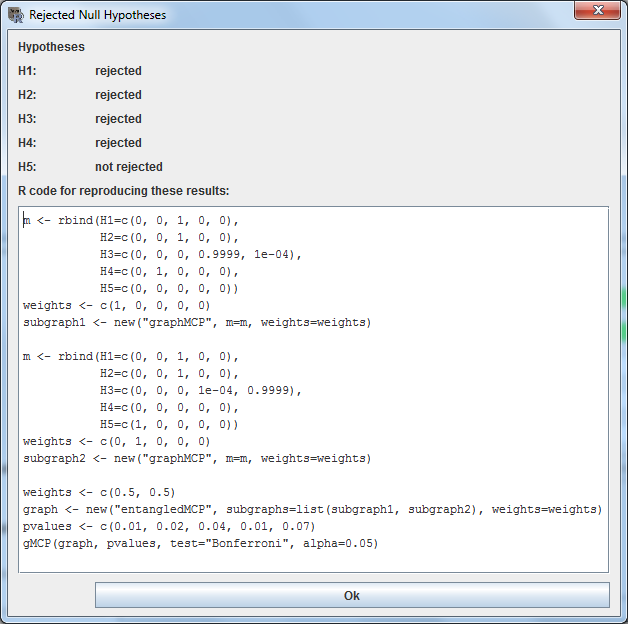 Rejected Null Hypotheses
Hypotheses
H1: rejected
H2: rejected
H3: rejected
H4: rejected
H5: not rejected
R code for reproducing these results:
m <- rbind(H1=c(0, 0, 1, 0, 0),
           H2=c(0, 0, 1, 0, 0),
           H3=c(0, 0, 0, 0.9999, 1e-04),
           H4=c(0, 1, 0, 0, 0),
           H5=c(0, 0, 0, 0, 0))
weights <- c(1, 0, 0, 0, 0)
subgraph1 <- new("graphMCP", m=m, weights=weights)

m <- rbind(H1=c(0, 0, 1, 0, 0),
           H2=c(0, 0, 1, 0, 0),
           H3=c(0, 0, 0, 1e-04, 0.9999),
           H4=c(0, 0, 0, 0, 0),
           H5=c(1, 0, 0, 0, 0))
weights <- c(0, 1, 0, 0, 0)
subgraph2 <- new("graphMCP", m=m, weights=weights)

weights <- c(0.5, 0.5)
graph <- new("entangledMCP", subgraphs=list(subgraph1, subgraph2), weights=weights)
pvalues <- c(0.01, 0.02, 0.04, 0.01, 0.07)
gMCP(graph, pvalues, test="Bonferroni", alpha=0.05)
Ok